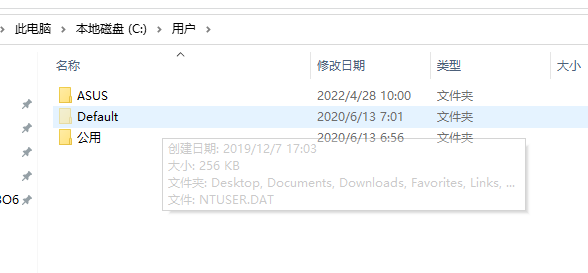 此电脑 > 本地磁盘 (C:) > 用户 >
名称 修改日期 类型 大小
ASUS 2022/4/28 10:00 文件夹
Default 2020/6/13 7:01 文件夹
公用 2020/6/13 6:56 文件夹
创建日期: 2019/12/7 17:03
大小: 256 KB
文件夹: Desktop, Documents, Downloads, Favorites, Links, ...
文件: NTUSER.DAT